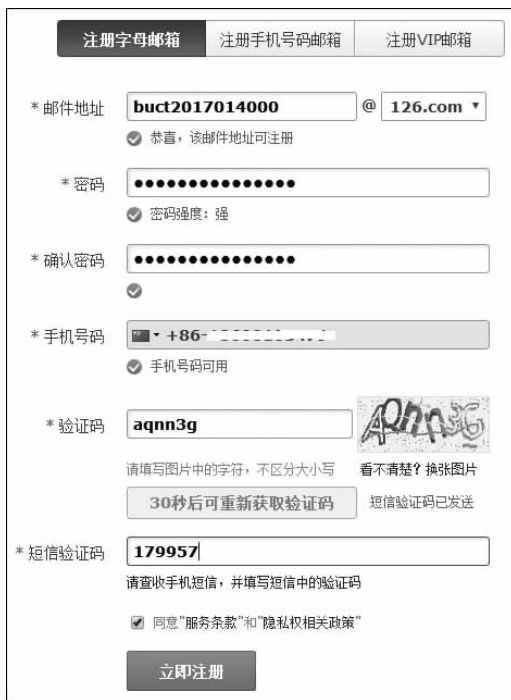 注册字母邮箱 注册手机号码邮箱 注册VIP邮箱
* 邮件地址 buct2017014000 @ 126.com
恭喜，该邮件地址可注册
* 密码 ●●●●●●●●●●●●●●●
密码强度：强
* 确认密码 ●●●●●●●●●●●●●●●
* 手机号码 +86-
手机号码可用
* 验证码 aqnn3g AQnn3G
请填写图片中的字符，不区分大小写 看不清楚？换张图片
30秒后可重新获取验证码 短信验证码已发送
* 短信验证码 179957
请查收手机短信，并填写短信中的验证码
同意"服务条款"和"隐私权相关政策"
立即注册